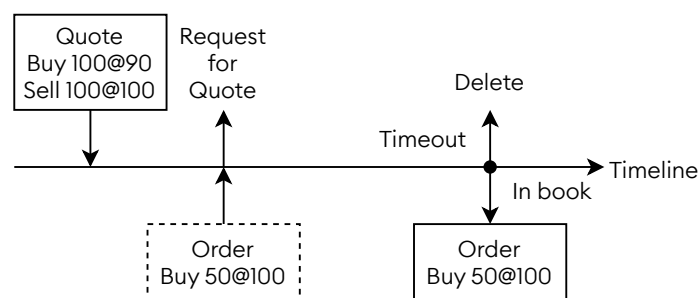 Quote
Buy 100@90
Sell 100@100
Request
for
Quote
Delete
Timeout
Timeline
In book
Order
Buy 50@100
Order
Buy 50@100